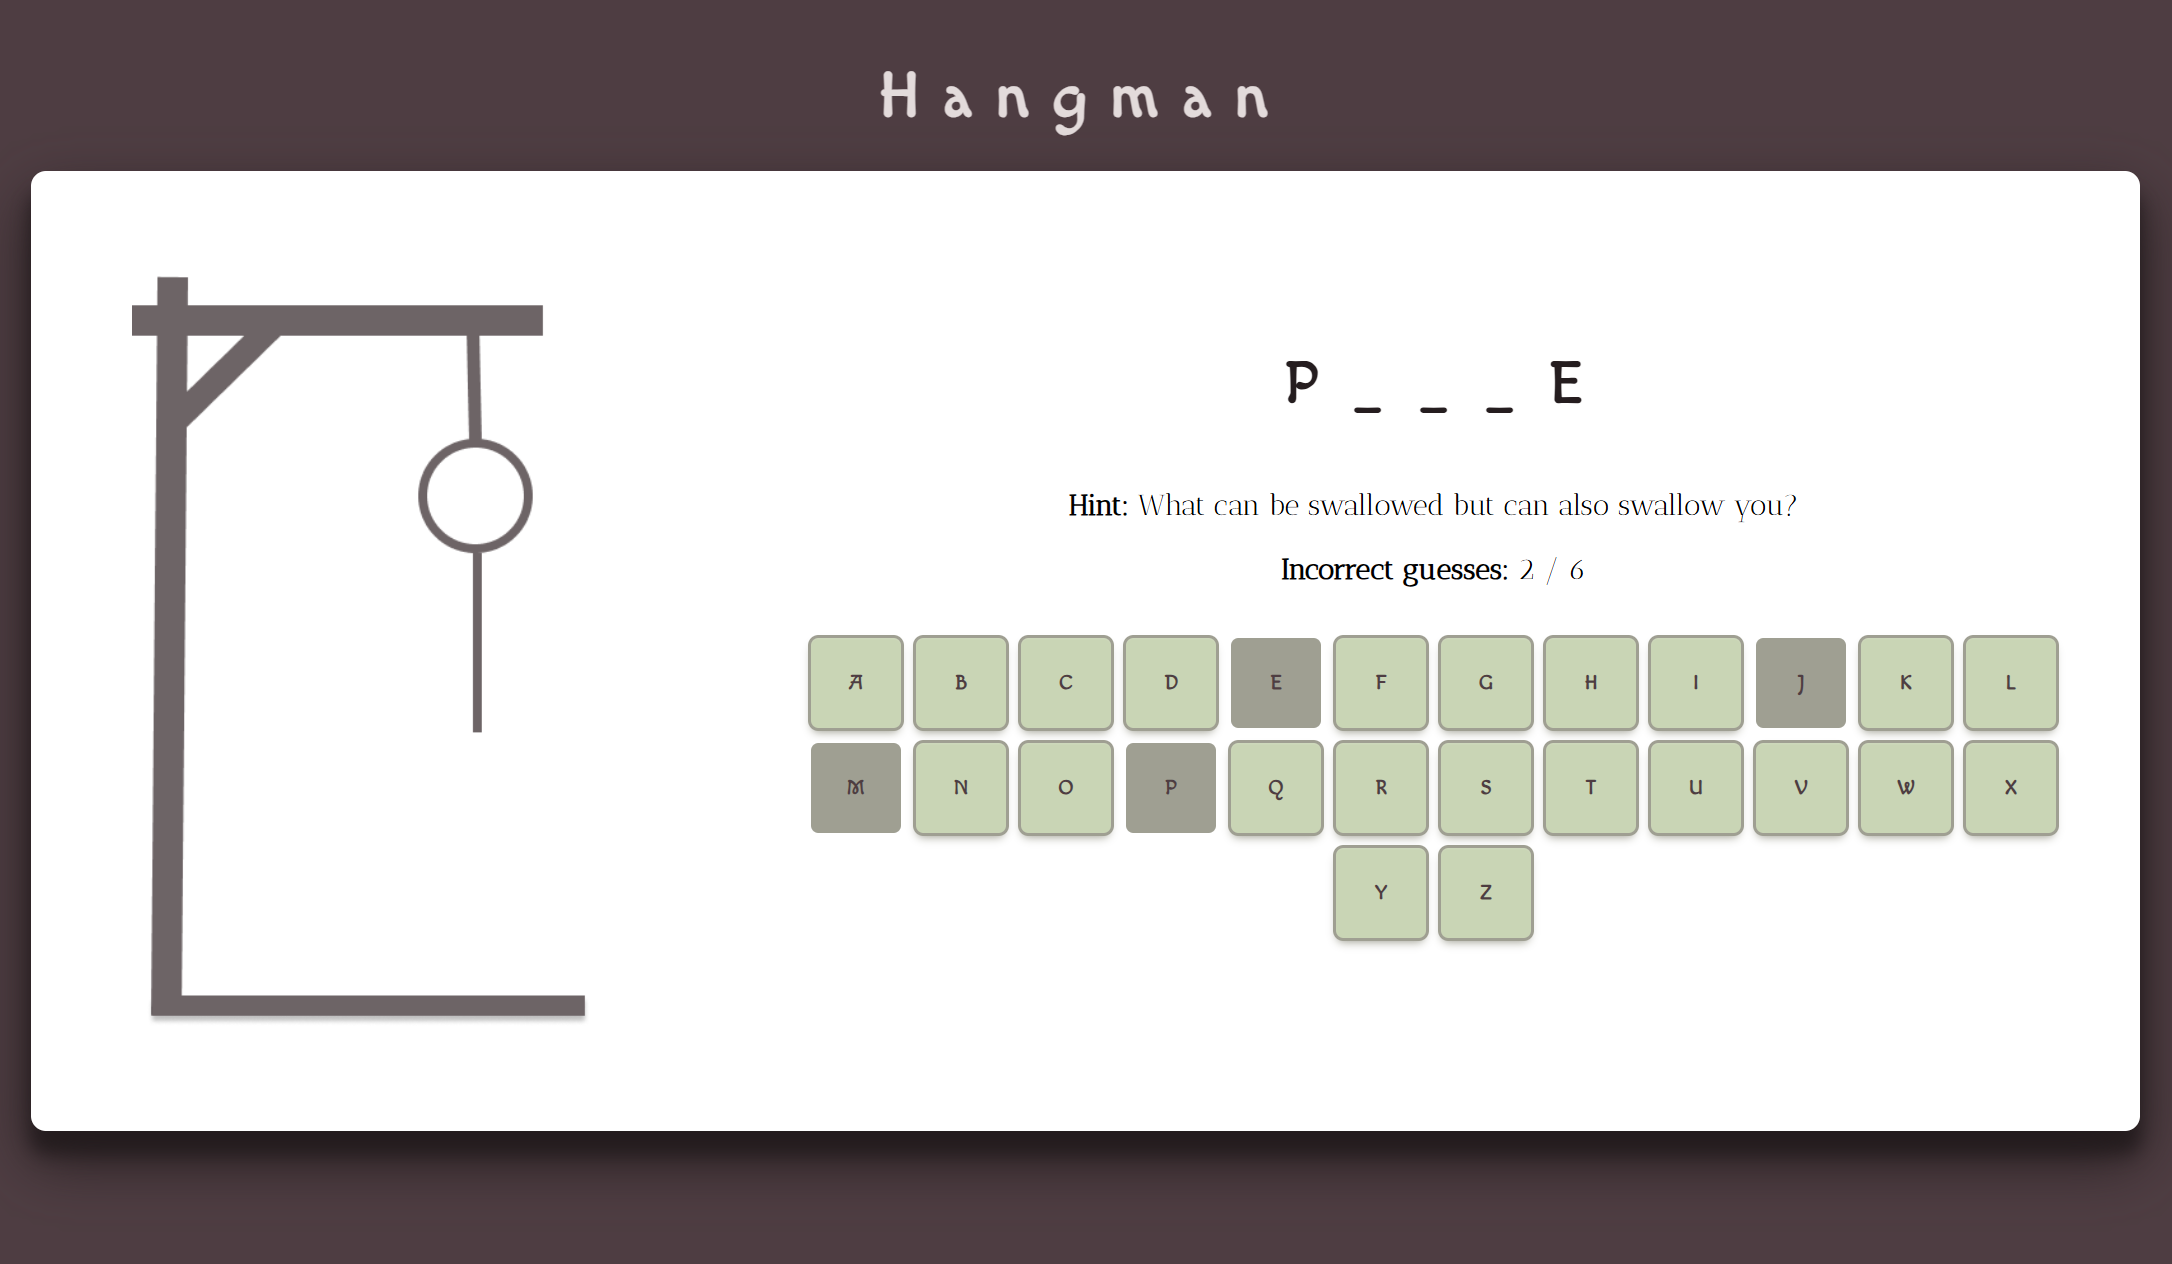 Hangman
P _ _ _ E
Hint: What can be swallowed but can also swallow you?
Incorrect guesses: 2 / 6
A B C D E F G H I J K L
M N O P Q R S T U V W X
Y Z